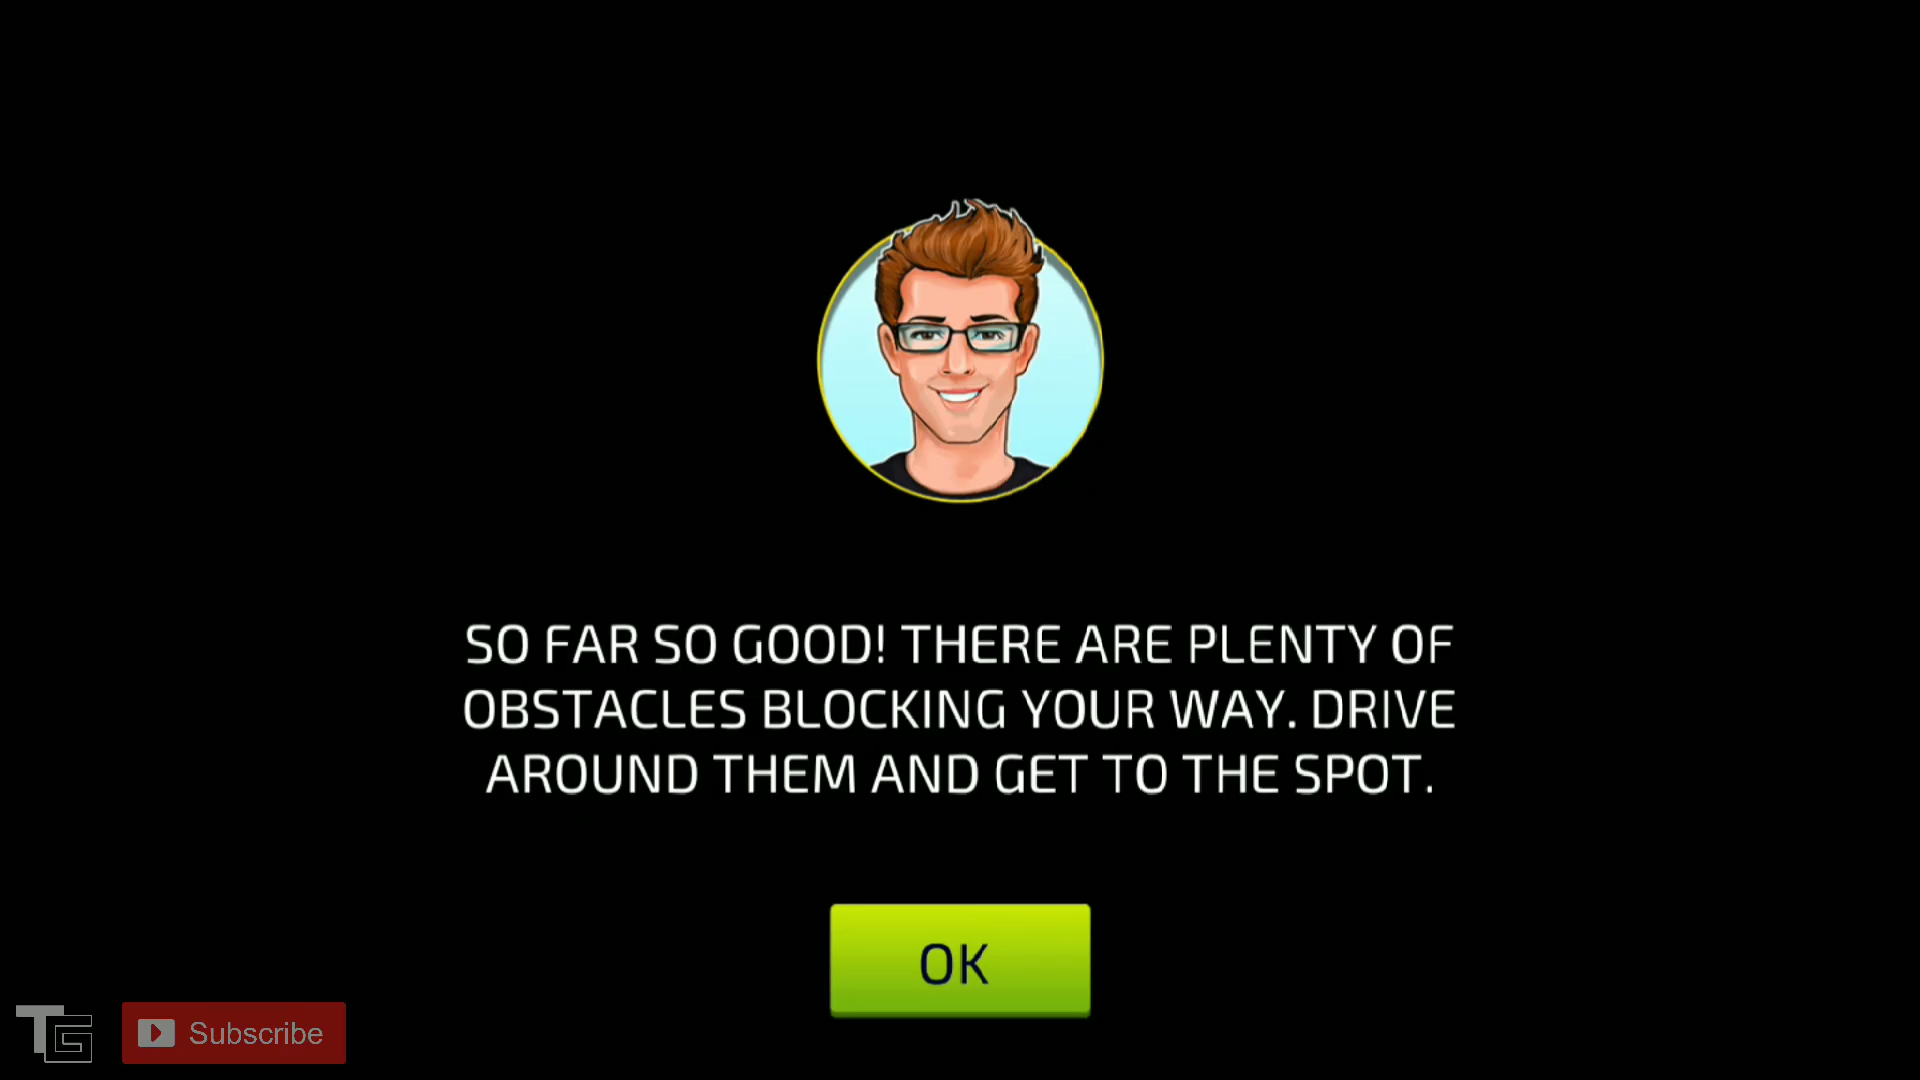 SO FAR SO GOOD! THERE ARE PLENTY OF
OBSTACLES BLOCKING YOUR WAY. DRIVE
AROUND THEM AND GET TO THE SPOT.
OK
TG
Subscribe